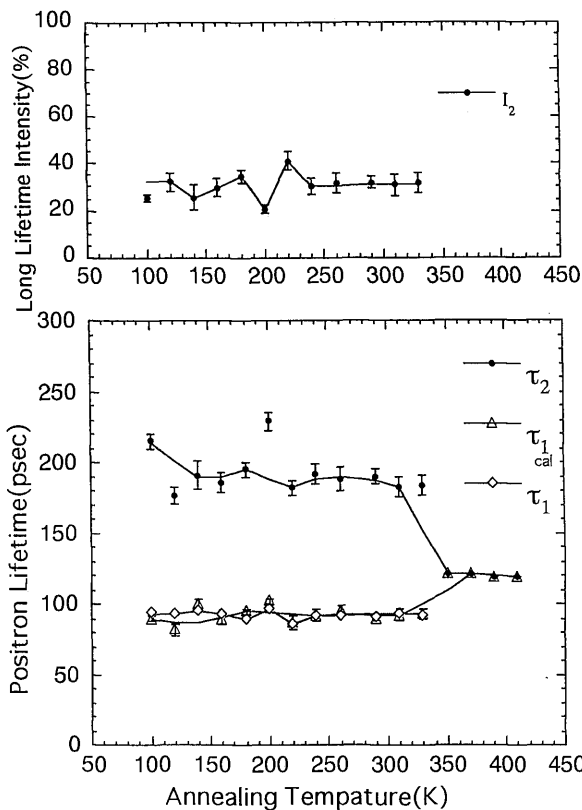 Long Lifetime Intensity(%)
100
80
60
40
20
0
I2
50 100 150 200 250 300 350 400 450
Positron Lifetime(psec)
300
250
200
150
100
50
0
τ2
τ1 cal
τ1
50 100 150 200 250 300 350 400 450
Annealing Tempature(K)